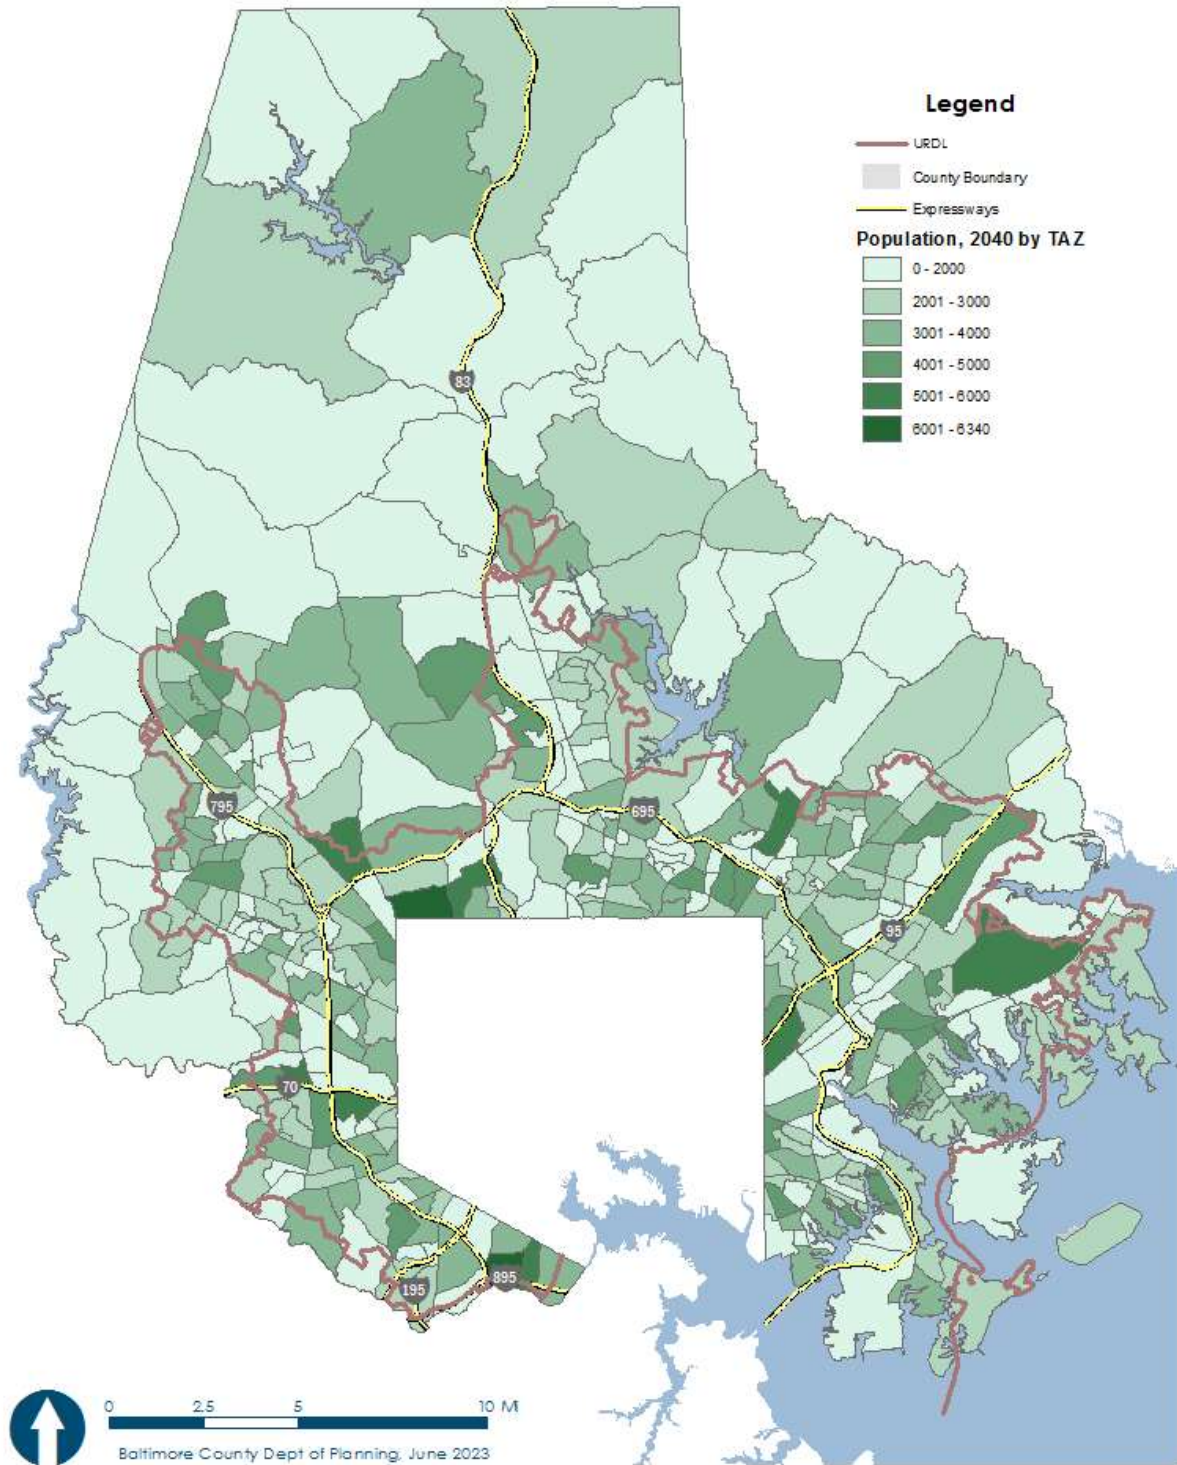 Legend
URDL
County Boundary
Expressways
Population, 2040 by TAZ
0 - 2000
2001 - 3000
3001 - 4000
4001 - 5000
5001 - 6000
6001 - 6340
83
795
695
95
70
195
895
0 2.5 5 10 Mi
Baltimore County Dept of Planning, June 2023